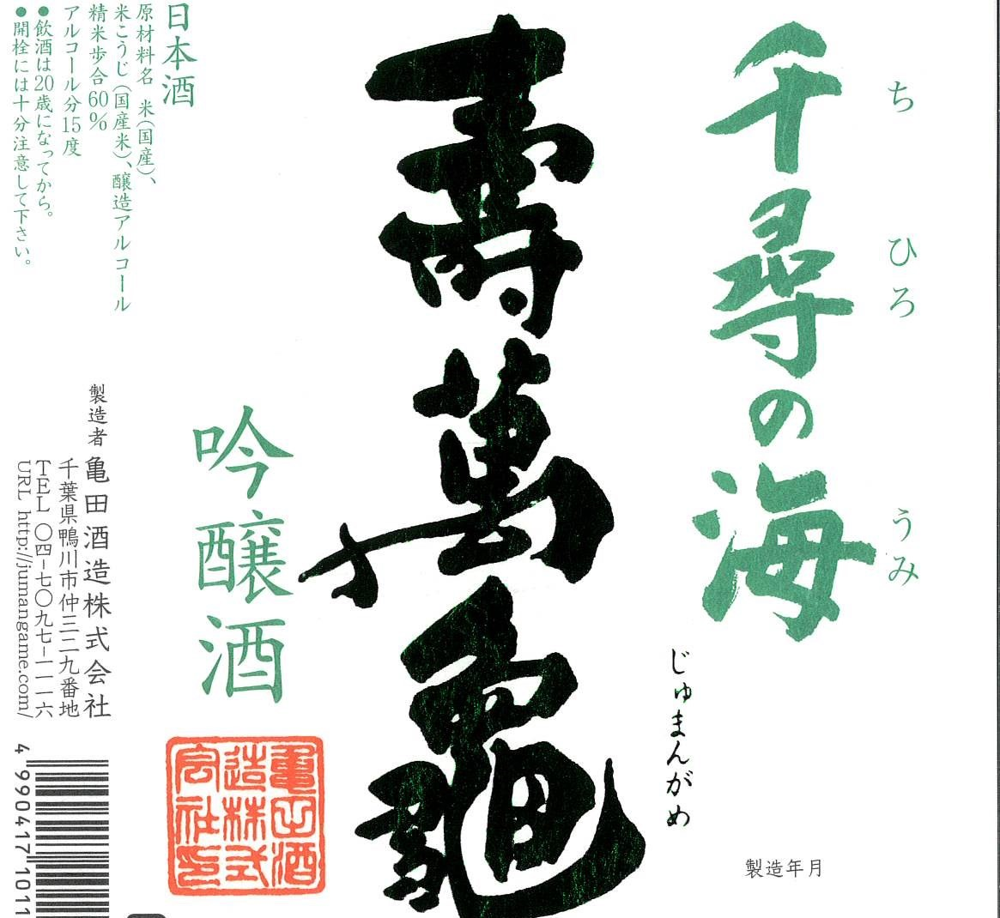 ちひろうみ
千尋の海
じゅまんがめ
製造年月
壽萬龜
吟醸酒
亀田酒
造株式
会社印
日本酒
原材料名 米(国産)、
米こうじ(国産米)、醸造アルコール
精米歩合60%
アルコール分15度
●飲酒は20歳になってから。
●開栓には十分注意して下さい。
製造者 亀田酒造株式会社
千葉県鴨川市仲三二九番地
TEL 〇四-七〇九七-一一一六
URL http://jumangame.com/
4 990417 1011